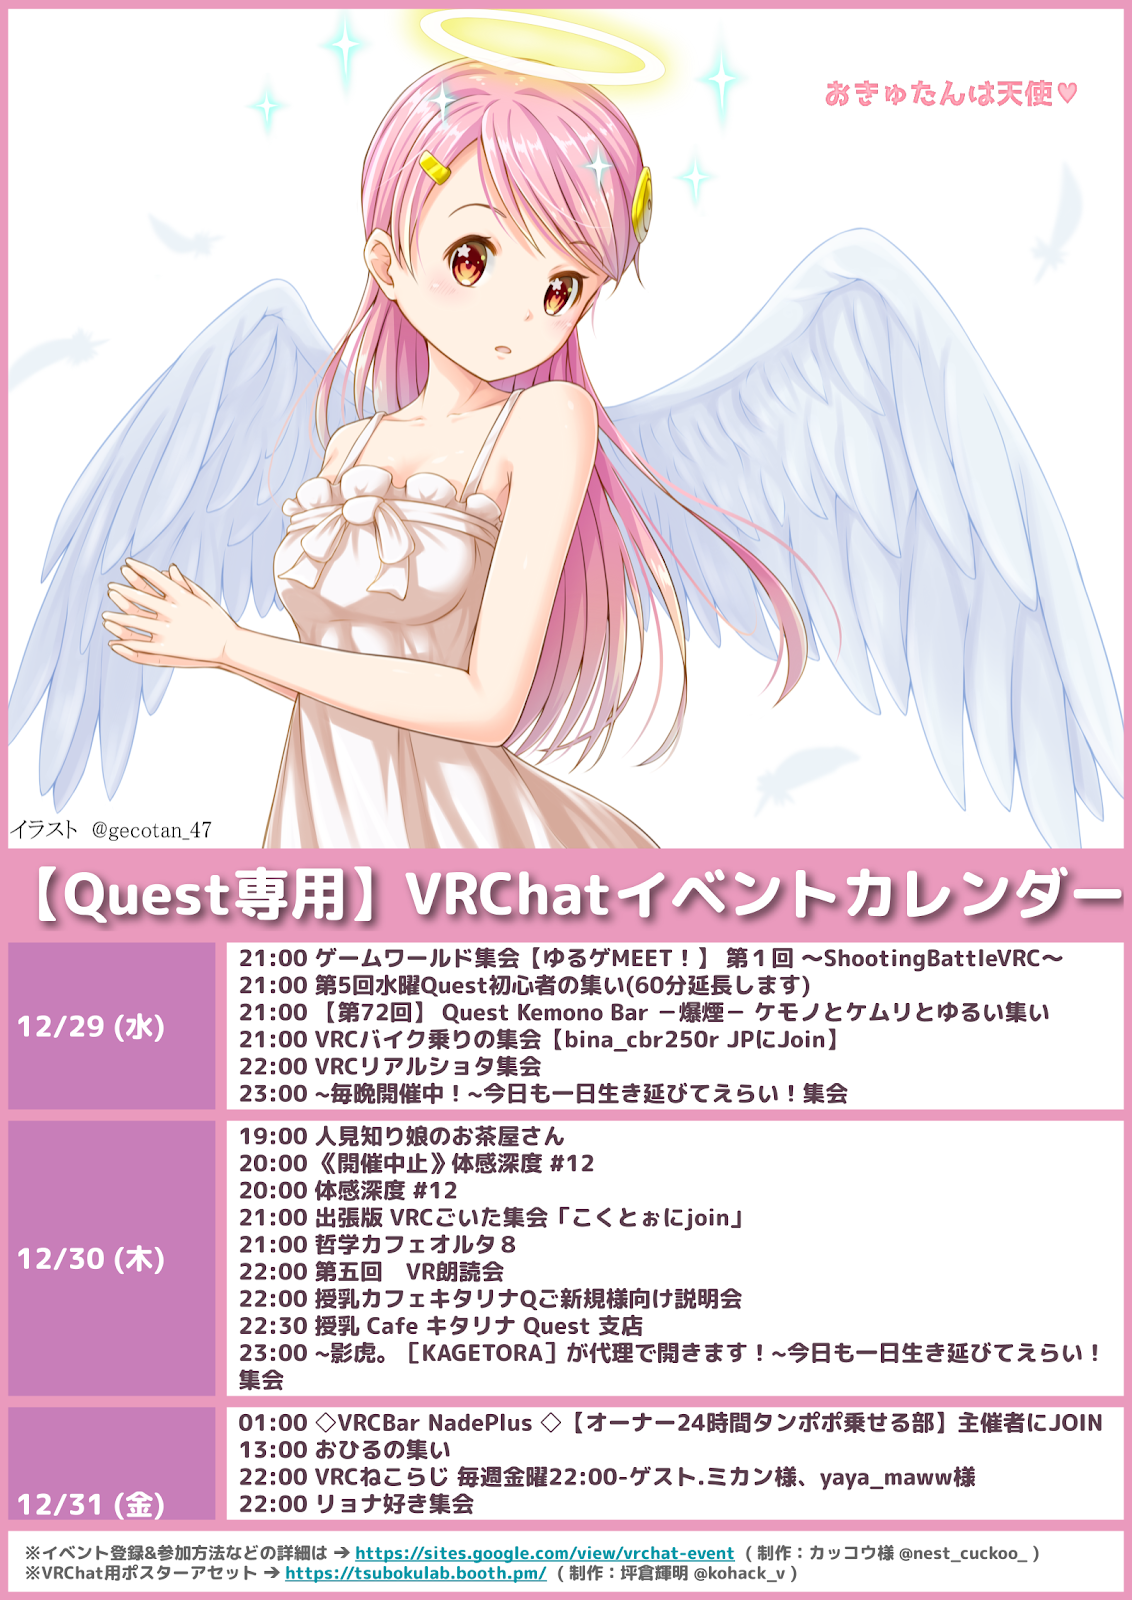 おきゅたんは天使♥
イラスト @gecotan_47
【Quest専用】VRChatイベントカレンダー
12/29 (水)
21:00 ゲームワールド集会【ゆるゲMEET！】 第１回 〜ShootingBattleVRC〜
21:00 第5回水曜Quest初心者の集い(60分延長します)
21:00 【第72回】 Quest Kemono Bar －爆煙－ ケモノとケムリとゆるい集い
21:00 VRCバイク乗りの集会【bina_cbr250r JPにJoin】
22:00 VRCリアルショタ集会
23:00 ~毎晩開催中！~今日も一日生き延びてえらい！集会
12/30 (木)
19:00 人見知り娘のお茶屋さん
20:00 《開催中止》体感深度 #12
20:00 体感深度 #12
21:00 出張版 VRCごいた集会「こくとぉにjoin」
21:00 哲学カフェオルタ８
22:00 第五回　VR朗読会
22:00 授乳カフェキタリナQご新規様向け説明会
22:30 授乳 Cafe キタリナ Quest 支店
23:00 ~影虎。［KAGETORA］が代理で開きます！~今日も一日生き延びてえらい！
集会
12/31 (金)
01:00 ◇VRCBar NadePlus ◇【オーナー24時間タンポポ乗せる部】主催者にJOIN
13:00 おひるの集い
22:00 VRCねこらじ 毎週金曜22:00-ゲスト.ミカン様、yaya_maww様
22:00 リョナ好き集会
※イベント登録&参加方法などの詳細は → https://sites.google.com/view/vrchat-event ( 制作：カッコウ様 @nest_cuckoo_ )
※VRChat用ポスターアセット → https://tsubokulab.booth.pm/ ( 制作：坪倉輝明 @kohack_v )